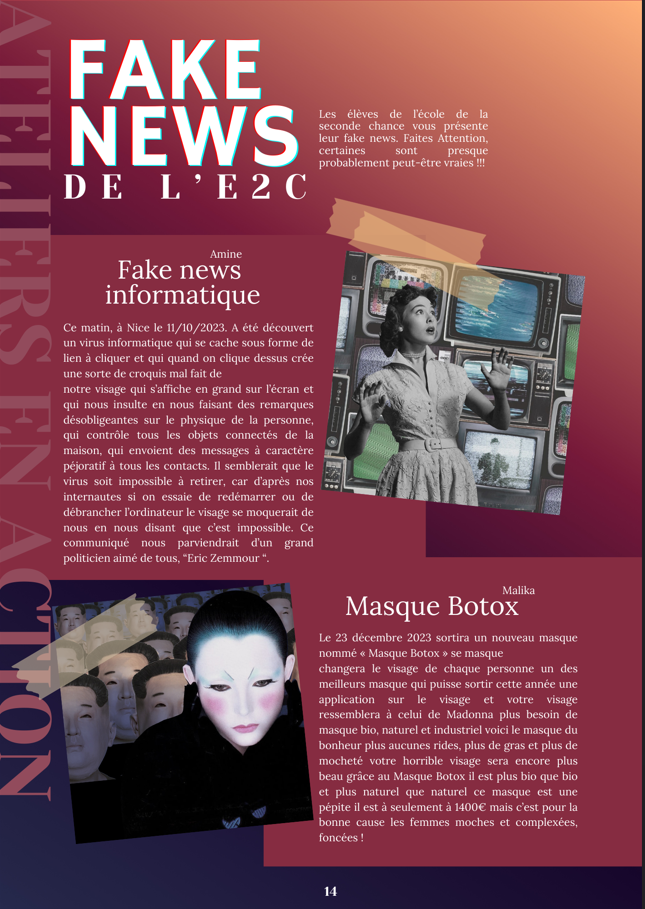 ATELIERS EN ACTION
FAKE
NEWS
DE L'E2C
Les élèves de l'école de la
seconde chance vous présente
leur fake news. Faites Attention,
certaines sont presque
probablement peut-être vraies !!!
Amine
Fake news
informatique
Ce matin, à Nice le 11/10/2023. A été découvert
un virus informatique qui se cache sous forme de
lien à cliquer et qui quand on clique dessus crée
une sorte de croquis mal fait de
notre visage qui s'affiche en grand sur l'écran et
qui nous insulte en nous faisant des remarques
désobligeantes sur le physique de la personne,
qui contrôle tous les objets connectés de la
maison, qui envoient des messages à caractère
péjoratif à tous les contacts. Il semblerait que le
virus soit impossible à retirer, car d'après nos
internautes si on essaie de redémarrer ou de
débrancher l'ordinateur le visage se moquerait de
nous en nous disant que c'est impossible. Ce
communiqué nous parviendrait d'un grand
politicien aimé de tous, "Eric Zemmour ".
Malika
Masque Botox
Le 23 décembre 2023 sortira un nouveau masque
nommé « Masque Botox » se masque
changera le visage de chaque personne un des
meilleurs masque qui puisse sortir cette année une
application sur le visage et votre visage
ressemblera à celui de Madonna plus besoin de
masque bio, naturel et industriel voici le masque du
bonheur plus aucunes rides, plus de gras et plus de
mocheté votre horrible visage sera encore plus
beau grâce au Masque Botox il est plus bio que bio
et plus naturel que naturel ce masque est une
pépite il est à seulement à 1400€ mais c'est pour la
bonne cause les femmes moches et complexées,
foncées !
14